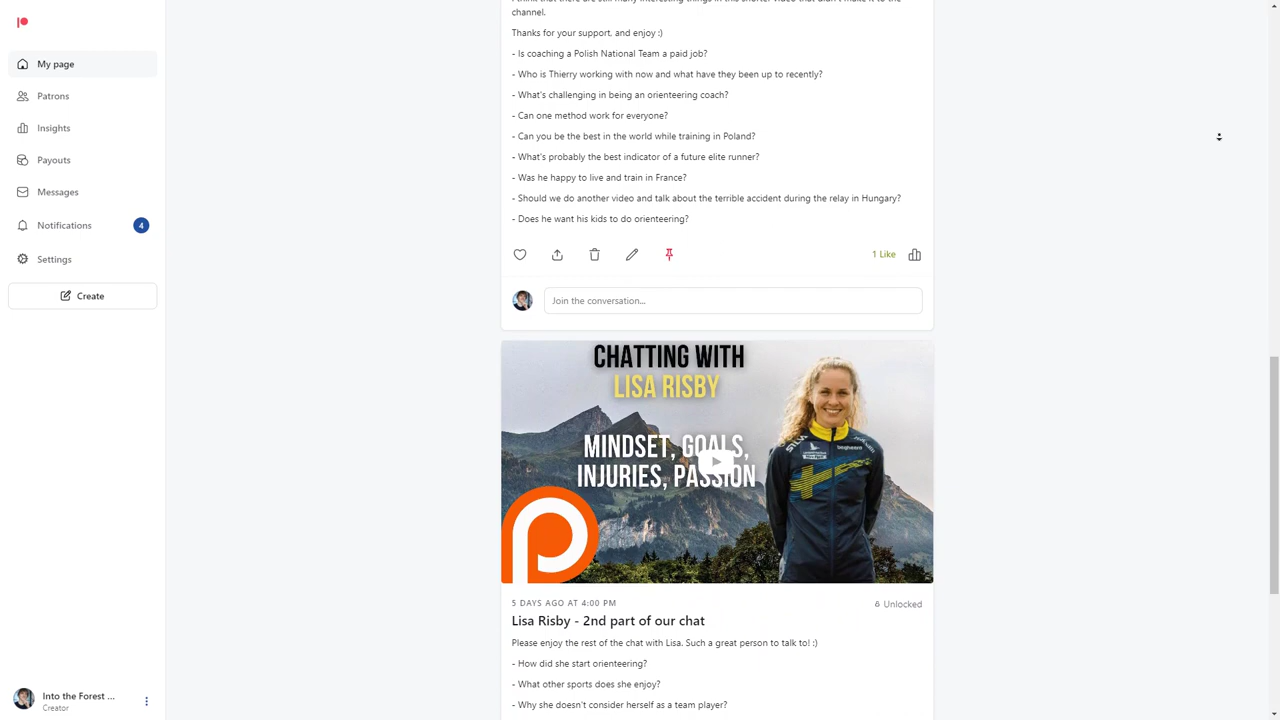 My page
Patrons
Insights
Payouts
Messages
Notifications
4
Settings
Create
Into the Forest ...
Creator
channel.
Thanks for your support, and enjoy :)
- Is coaching a Polish National Team a paid job?
- Who is Thierry working with now and what have they been up to recently?
- What's challenging in being an orienteering coach?
- Can one method work for everyone?
- Can you be the best in the world while training in Poland?
- What's probably the best indicator of a future elite runner?
- Was he happy to live and train in France?
- Should we do another video and talk about the terrible accident during the relay in Hungary?
- Does he want his kids to do orienteering?
1 Like
Join the conversation...
CHATTING WITH
LISA RISBY
MINDSET, GOALS,
INJURIES, PASSION
5 DAYS AGO AT 4:00 PM
Unlocked
Lisa Risby - 2nd part of our chat
Please enjoy the rest of the chat with Lisa. Such a great person to talk to! :)
- How did she start orienteering?
- What other sports does she enjoy?
- Why she doesn't consider herself as a team player?